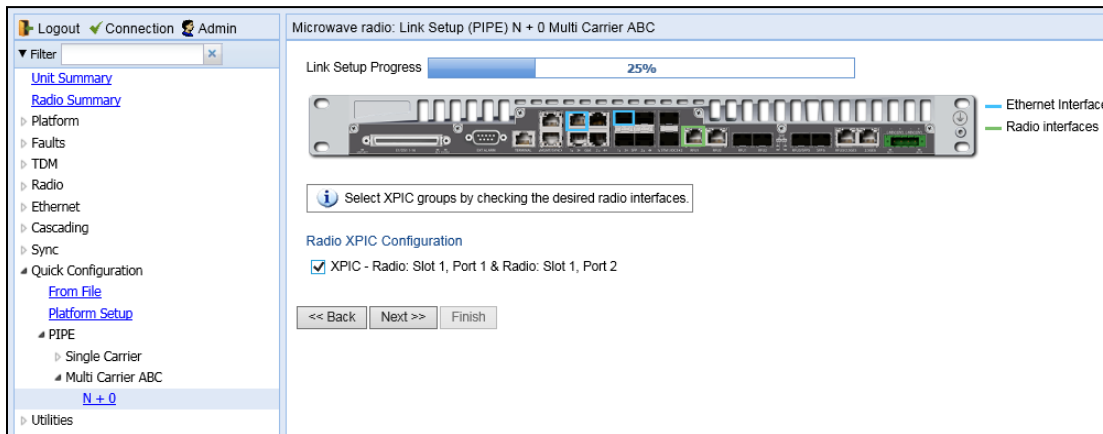 Logout Connection Admin
Filter
Unit Summary
Radio Summary
Platform
Faults
TDM
Radio
Ethernet
Cascading
Sync
Quick Configuration
From File
Platform Setup
PIPE
Single Carrier
Multi Carrier ABC
N + 0
Utilities
Microwave radio: Link Setup (PIPE) N + 0 Multi Carrier ABC
Link Setup Progress 25%
Ethernet Interface
Radio interfaces
Select XPIC groups by checking the desired radio interfaces.
Radio XPIC Configuration
XPIC - Radio: Slot 1, Port 1 & Radio: Slot 1, Port 2
<< Back Next >> Finish